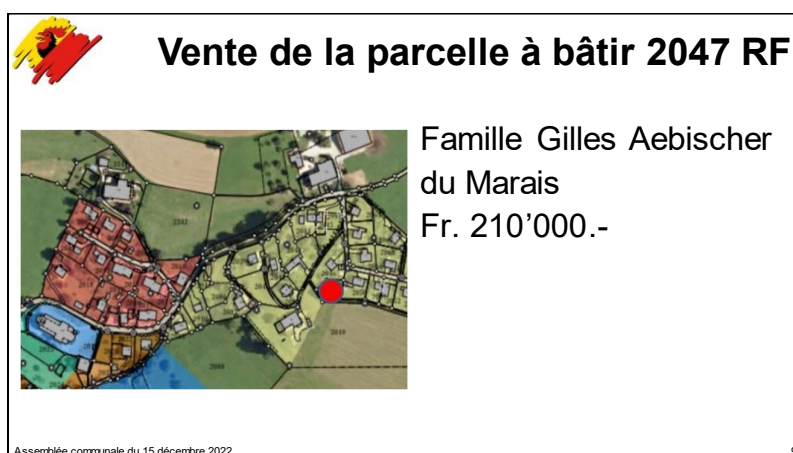 Vente de la parcelle à bâtir 2047 RF
Famille Gilles Aebischer
du Marais
Fr. 210’000.-
Assemblée communale du 15 décembre 2022